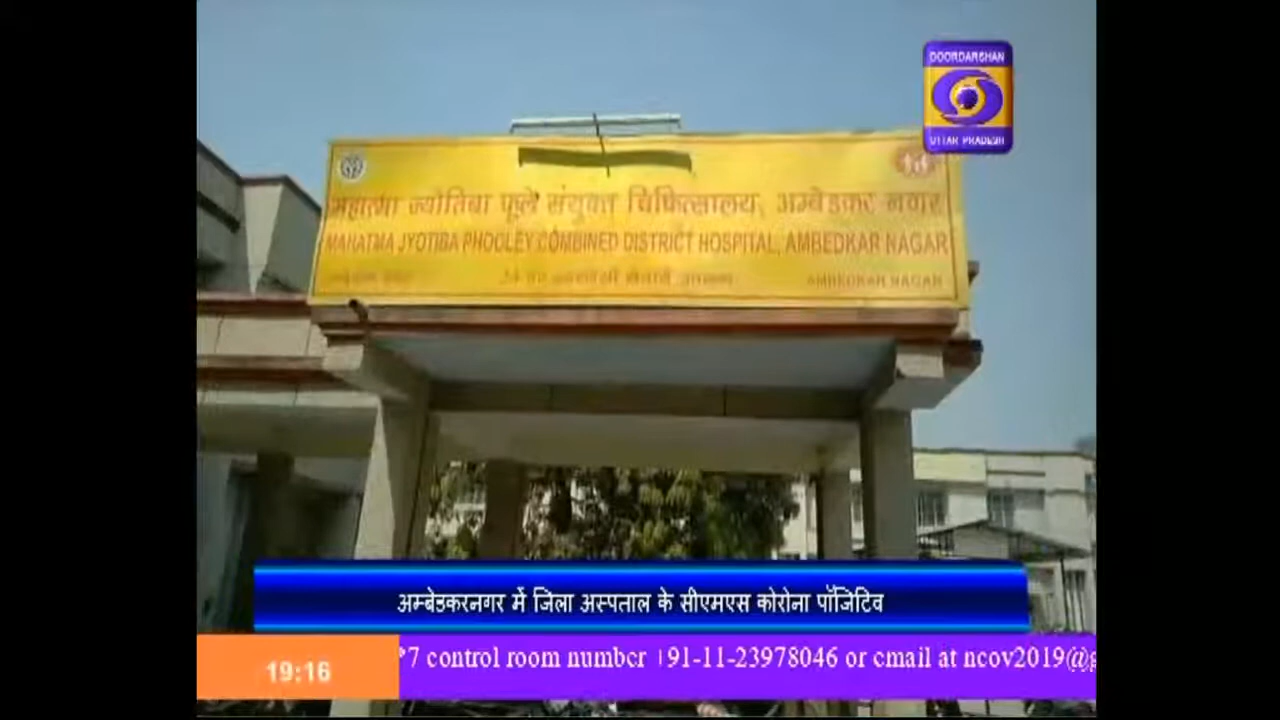 DOORDARSHAN
UTTAR PRADESH
महात्मा ज्योतिबा फूले संयुक्त चिकित्सालय, अम्बेडकर नगर
MAHATMA JYOTIBA PHOOLEY COMBINED DISTRICT HOSPITAL, AMBEDKAR NAGAR
AMBEDKAR NAGAR
अम्बेडकरनगर में जिला अस्पताल के सीएमएस कोरोना पॉजिटिव
19:16
*7 control room number +91-11-23978046 or email at ncov2019@g